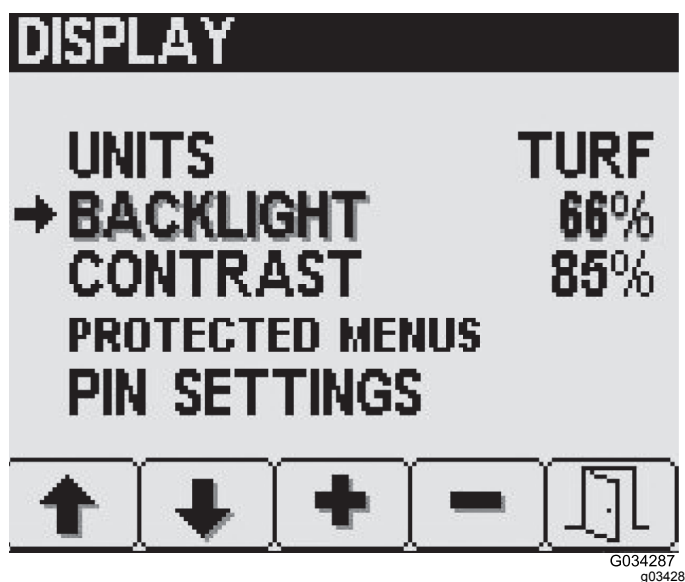 DISPLAY
UNITS TURF
BACKLIGHT 66%
CONTRAST 85%
PROTECTED MENUS
PIN SETTINGS
G034287
g03428